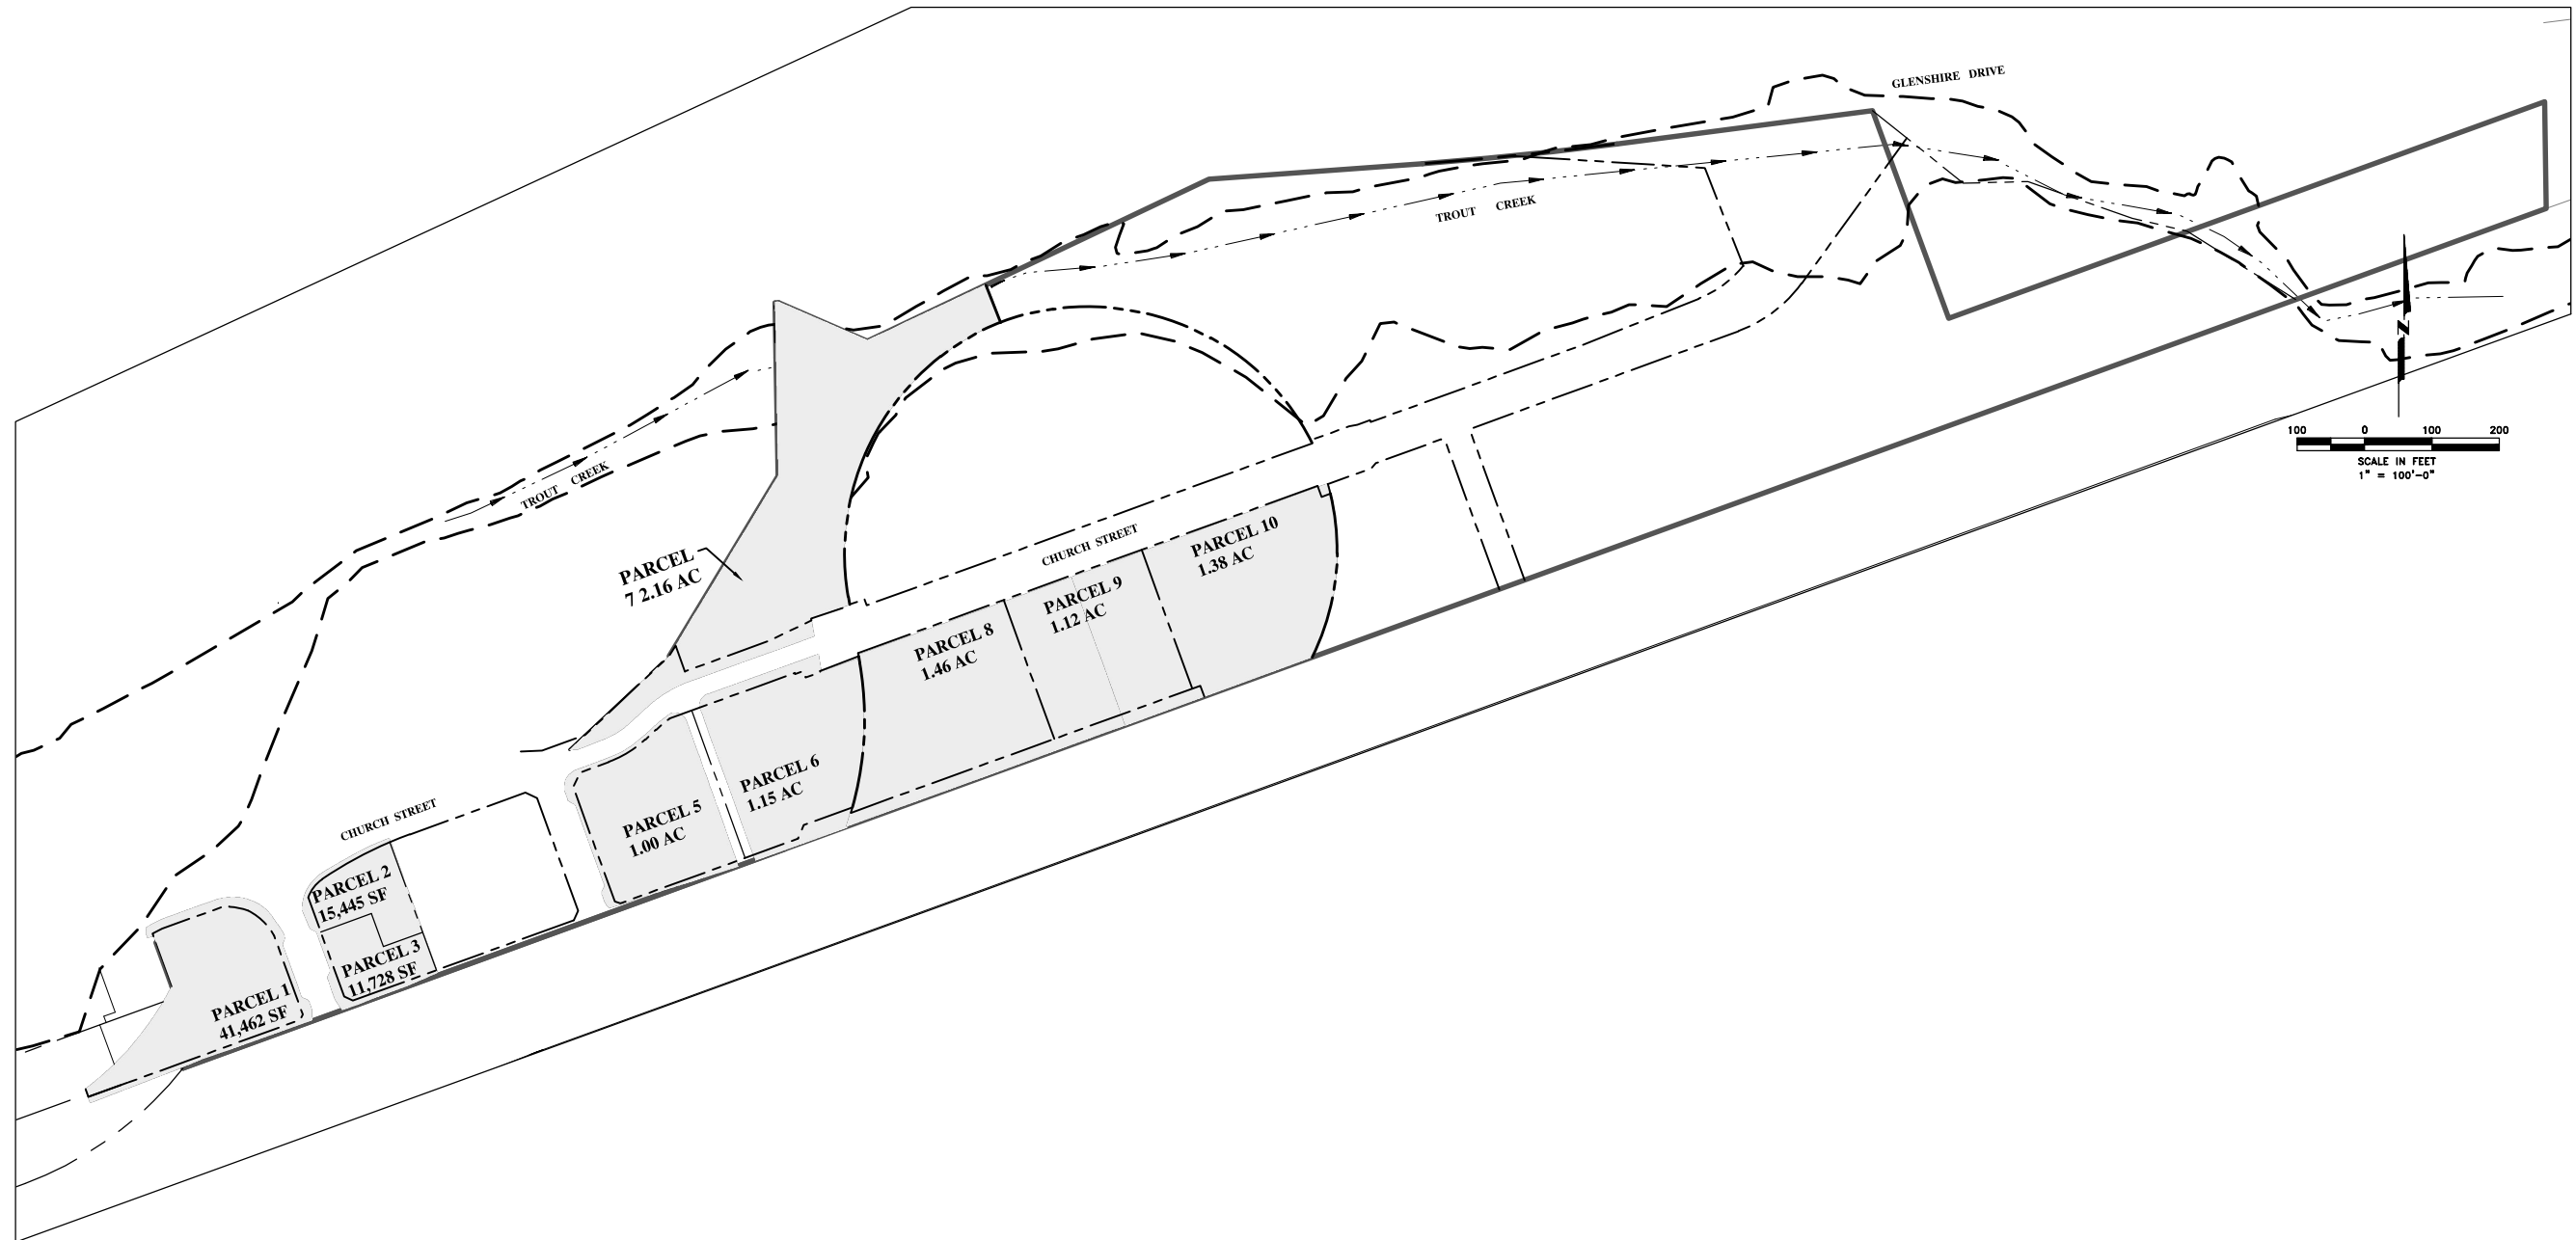 GLENSHIRE DRIVE
TROUT CREEK
100 0 100 200
SCALE IN FEET
1" = 100'-0"
N
TROUT CREEK
PARCEL
7 2.16 AC
CHURCH STREET
PARCEL 10
1.38 AC
PARCEL 9
1.12 AC
PARCEL 8
1.46 AC
PARCEL 6
1.15 AC
PARCEL 5
1.00 AC
CHURCH STREET
PARCEL 2
15,445 SF
PARCEL 3
11,728 SF
PARCEL 1
41,462 SF